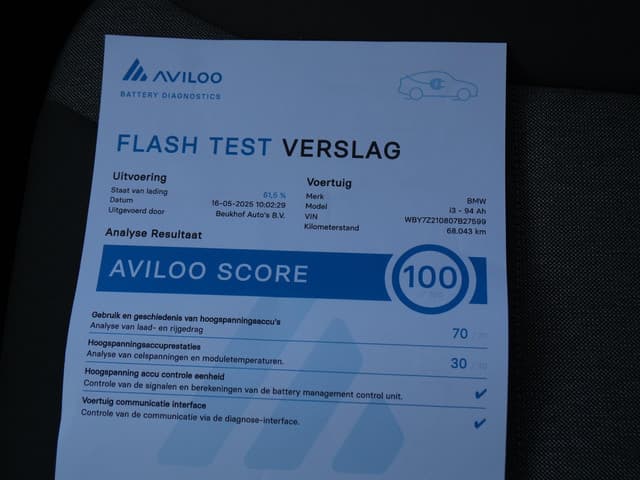 AVILOO
BATTERY DIAGNOSTICS
FLASH TEST VERSLAG
Uitvoering
Staat van lading 61,5 %
Datum 16-05-2025 10:02:29
Uitgevoerd door Beukhof Auto's B.V.
Voertuig
Merk BMW
Model i3 - 94 Ah
VIN WBY7Z210807B27599
Kilometerstand 68,043 km
Analyse Resultaat
AVILOO SCORE 100
Gebruik en geschiedenis van hoogspanningsaccu's
Analyse van laad- en rijgedrag 70
Hoogspanningsaccuprestaties
Analyse van celspanningen en moduletemperaturen. 30
Hoogspanning accu controle eenheid
Controle van de signalen en berekeningen van de battery management control unit. ✔
Voertuig communicatie interface
Controle van de communicatie via de diagnose-interface. ✔